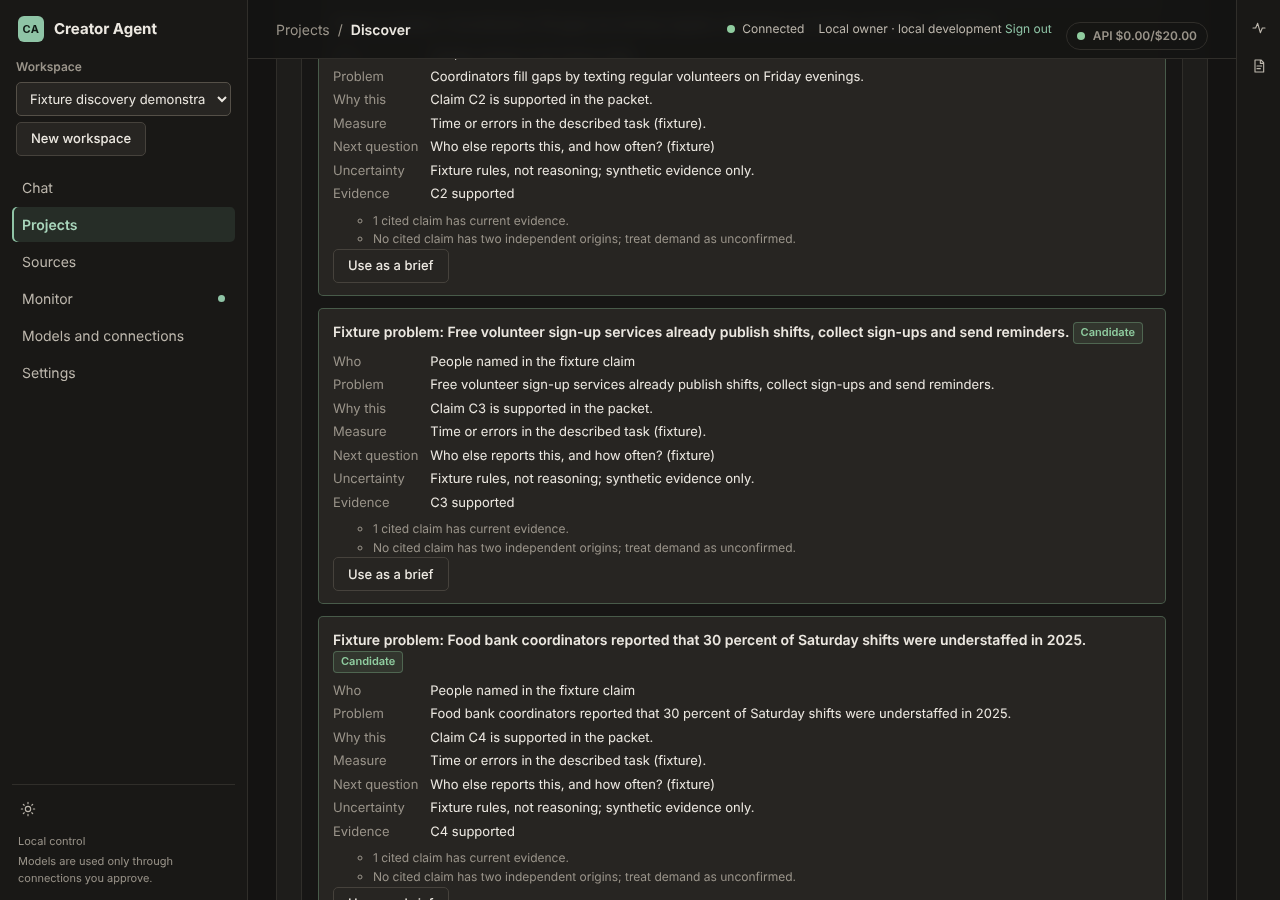 CA Creator Agent
Workspace
Fixture discovery demonstra
New workspace
Chat
Projects
Sources
Monitor
Models and connections
Settings
Local control
Models are used only through
connections you approve.
Projects / Discover
Connected Local owner · local development Sign out API $0.00/$20.00
Problem Coordinators fill gaps by texting regular volunteers on Friday evenings.
Why this Claim C2 is supported in the packet.
Measure Time or errors in the described task (fixture).
Next question Who else reports this, and how often? (fixture)
Uncertainty Fixture rules, not reasoning; synthetic evidence only.
Evidence C2 supported
1 cited claim has current evidence.
No cited claim has two independent origins; treat demand as unconfirmed.
Use as a brief
Fixture problem: Free volunteer sign-up services already publish shifts, collect sign-ups and send reminders. Candidate
Who People named in the fixture claim
Problem Free volunteer sign-up services already publish shifts, collect sign-ups and send reminders.
Why this Claim C3 is supported in the packet.
Measure Time or errors in the described task (fixture).
Next question Who else reports this, and how often? (fixture)
Uncertainty Fixture rules, not reasoning; synthetic evidence only.
Evidence C3 supported
1 cited claim has current evidence.
No cited claim has two independent origins; treat demand as unconfirmed.
Use as a brief
Fixture problem: Food bank coordinators reported that 30 percent of Saturday shifts were understaffed in 2025.
Candidate
Who People named in the fixture claim
Problem Food bank coordinators reported that 30 percent of Saturday shifts were understaffed in 2025.
Why this Claim C4 is supported in the packet.
Measure Time or errors in the described task (fixture).
Next question Who else reports this, and how often? (fixture)
Uncertainty Fixture rules, not reasoning; synthetic evidence only.
Evidence C4 supported
1 cited claim has current evidence.
No cited claim has two independent origins; treat demand as unconfirmed.